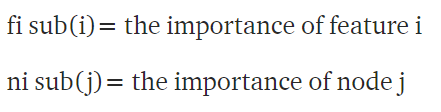 fi sub(i)= the importance of feature i
ni sub(j)= the importance of node j